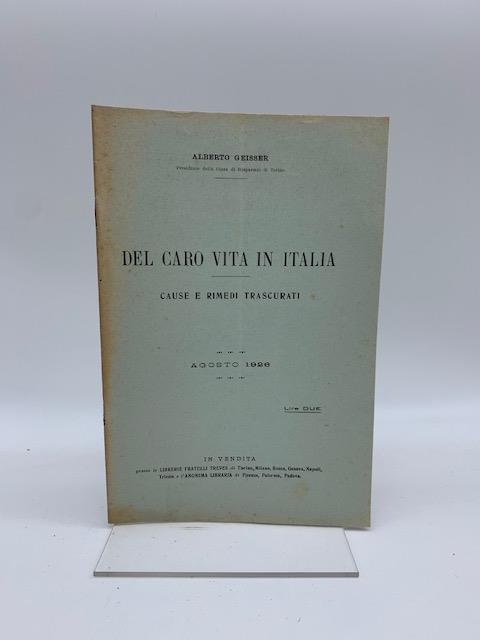 ALBERTO GEISSER
Presidente della Cassa di Risparmio di Torino
DEL CARO VITA IN ITALIA
CAUSE E RIMEDI TRASCURATI
AGOSTO 1926
Lire DUE
IN VENDITA
presso le LIBRERIE FRATELLI TREVES di Torino, Milano, Roma, Genova, Napoli,
Trieste e l'ANONIMA LIBRARIA di Firenze, Palermo, Padova.